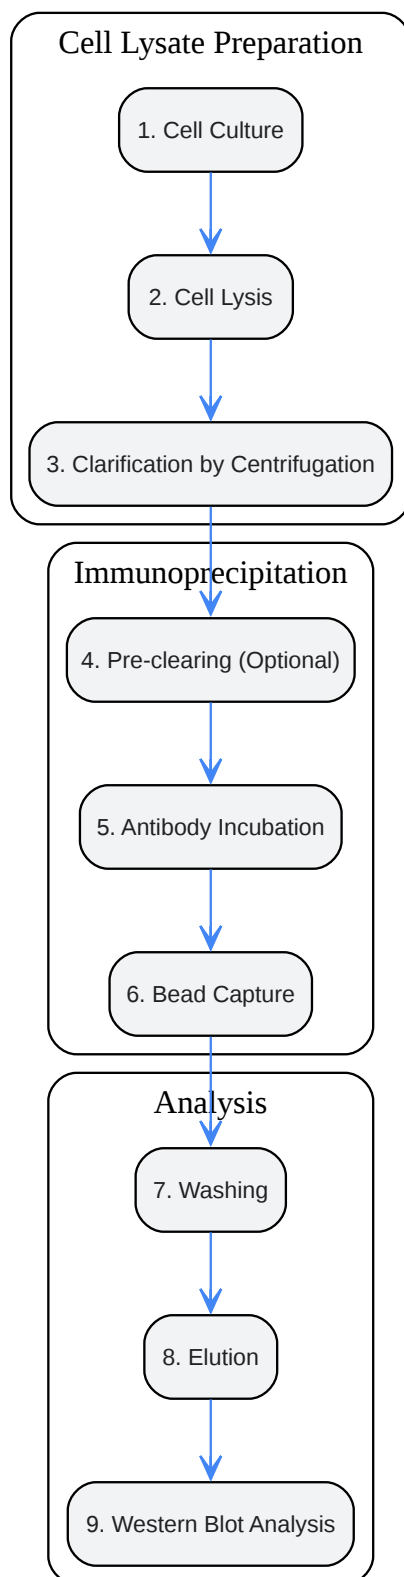 Cell Lysate Preparation
1. Cell Culture
2. Cell Lysis
3. Clarification by Centrifugation
Immunoprecipitation
4. Pre-clearing (Optional)
5. Antibody Incubation
6. Bead Capture
Analysis
7. Washing
8. Elution
9. Western Blot Analysis